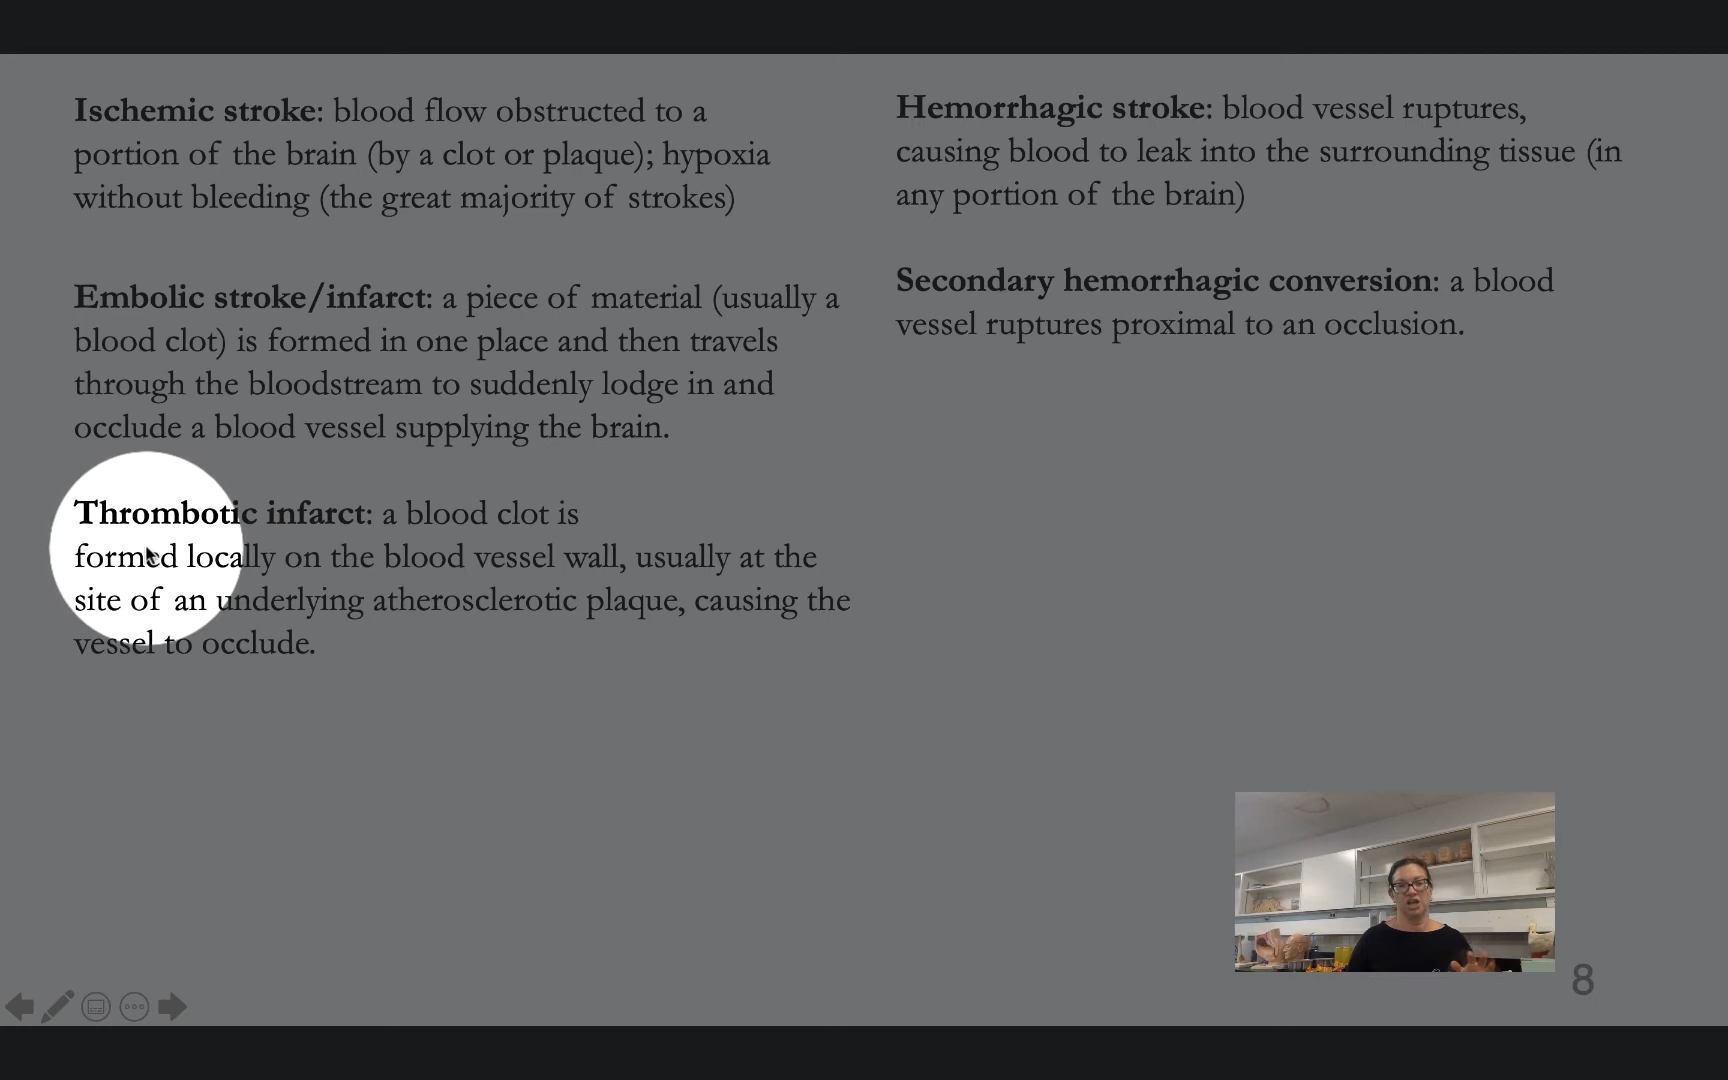 Ischemic stroke: blood flow obstructed to a
portion of the brain (by a clot or plaque); hypoxia
without bleeding (the great majority of strokes)
Embolic stroke/infarct: a piece of material (usually a
blood clot) is formed in one place and then travels
through the bloodstream to suddenly lodge in and
occlude a blood vessel supplying the brain.
Thrombotic infarct: a blood clot is
formed locally on the blood vessel wall, usually at the
site of an underlying atherosclerotic plaque, causing the
vessel to occlude.
Hemorrhagic stroke: blood vessel ruptures,
causing blood to leak into the surrounding tissue (in
any portion of the brain)
Secondary hemorrhagic conversion: a blood
vessel ruptures proximal to an occlusion.
8